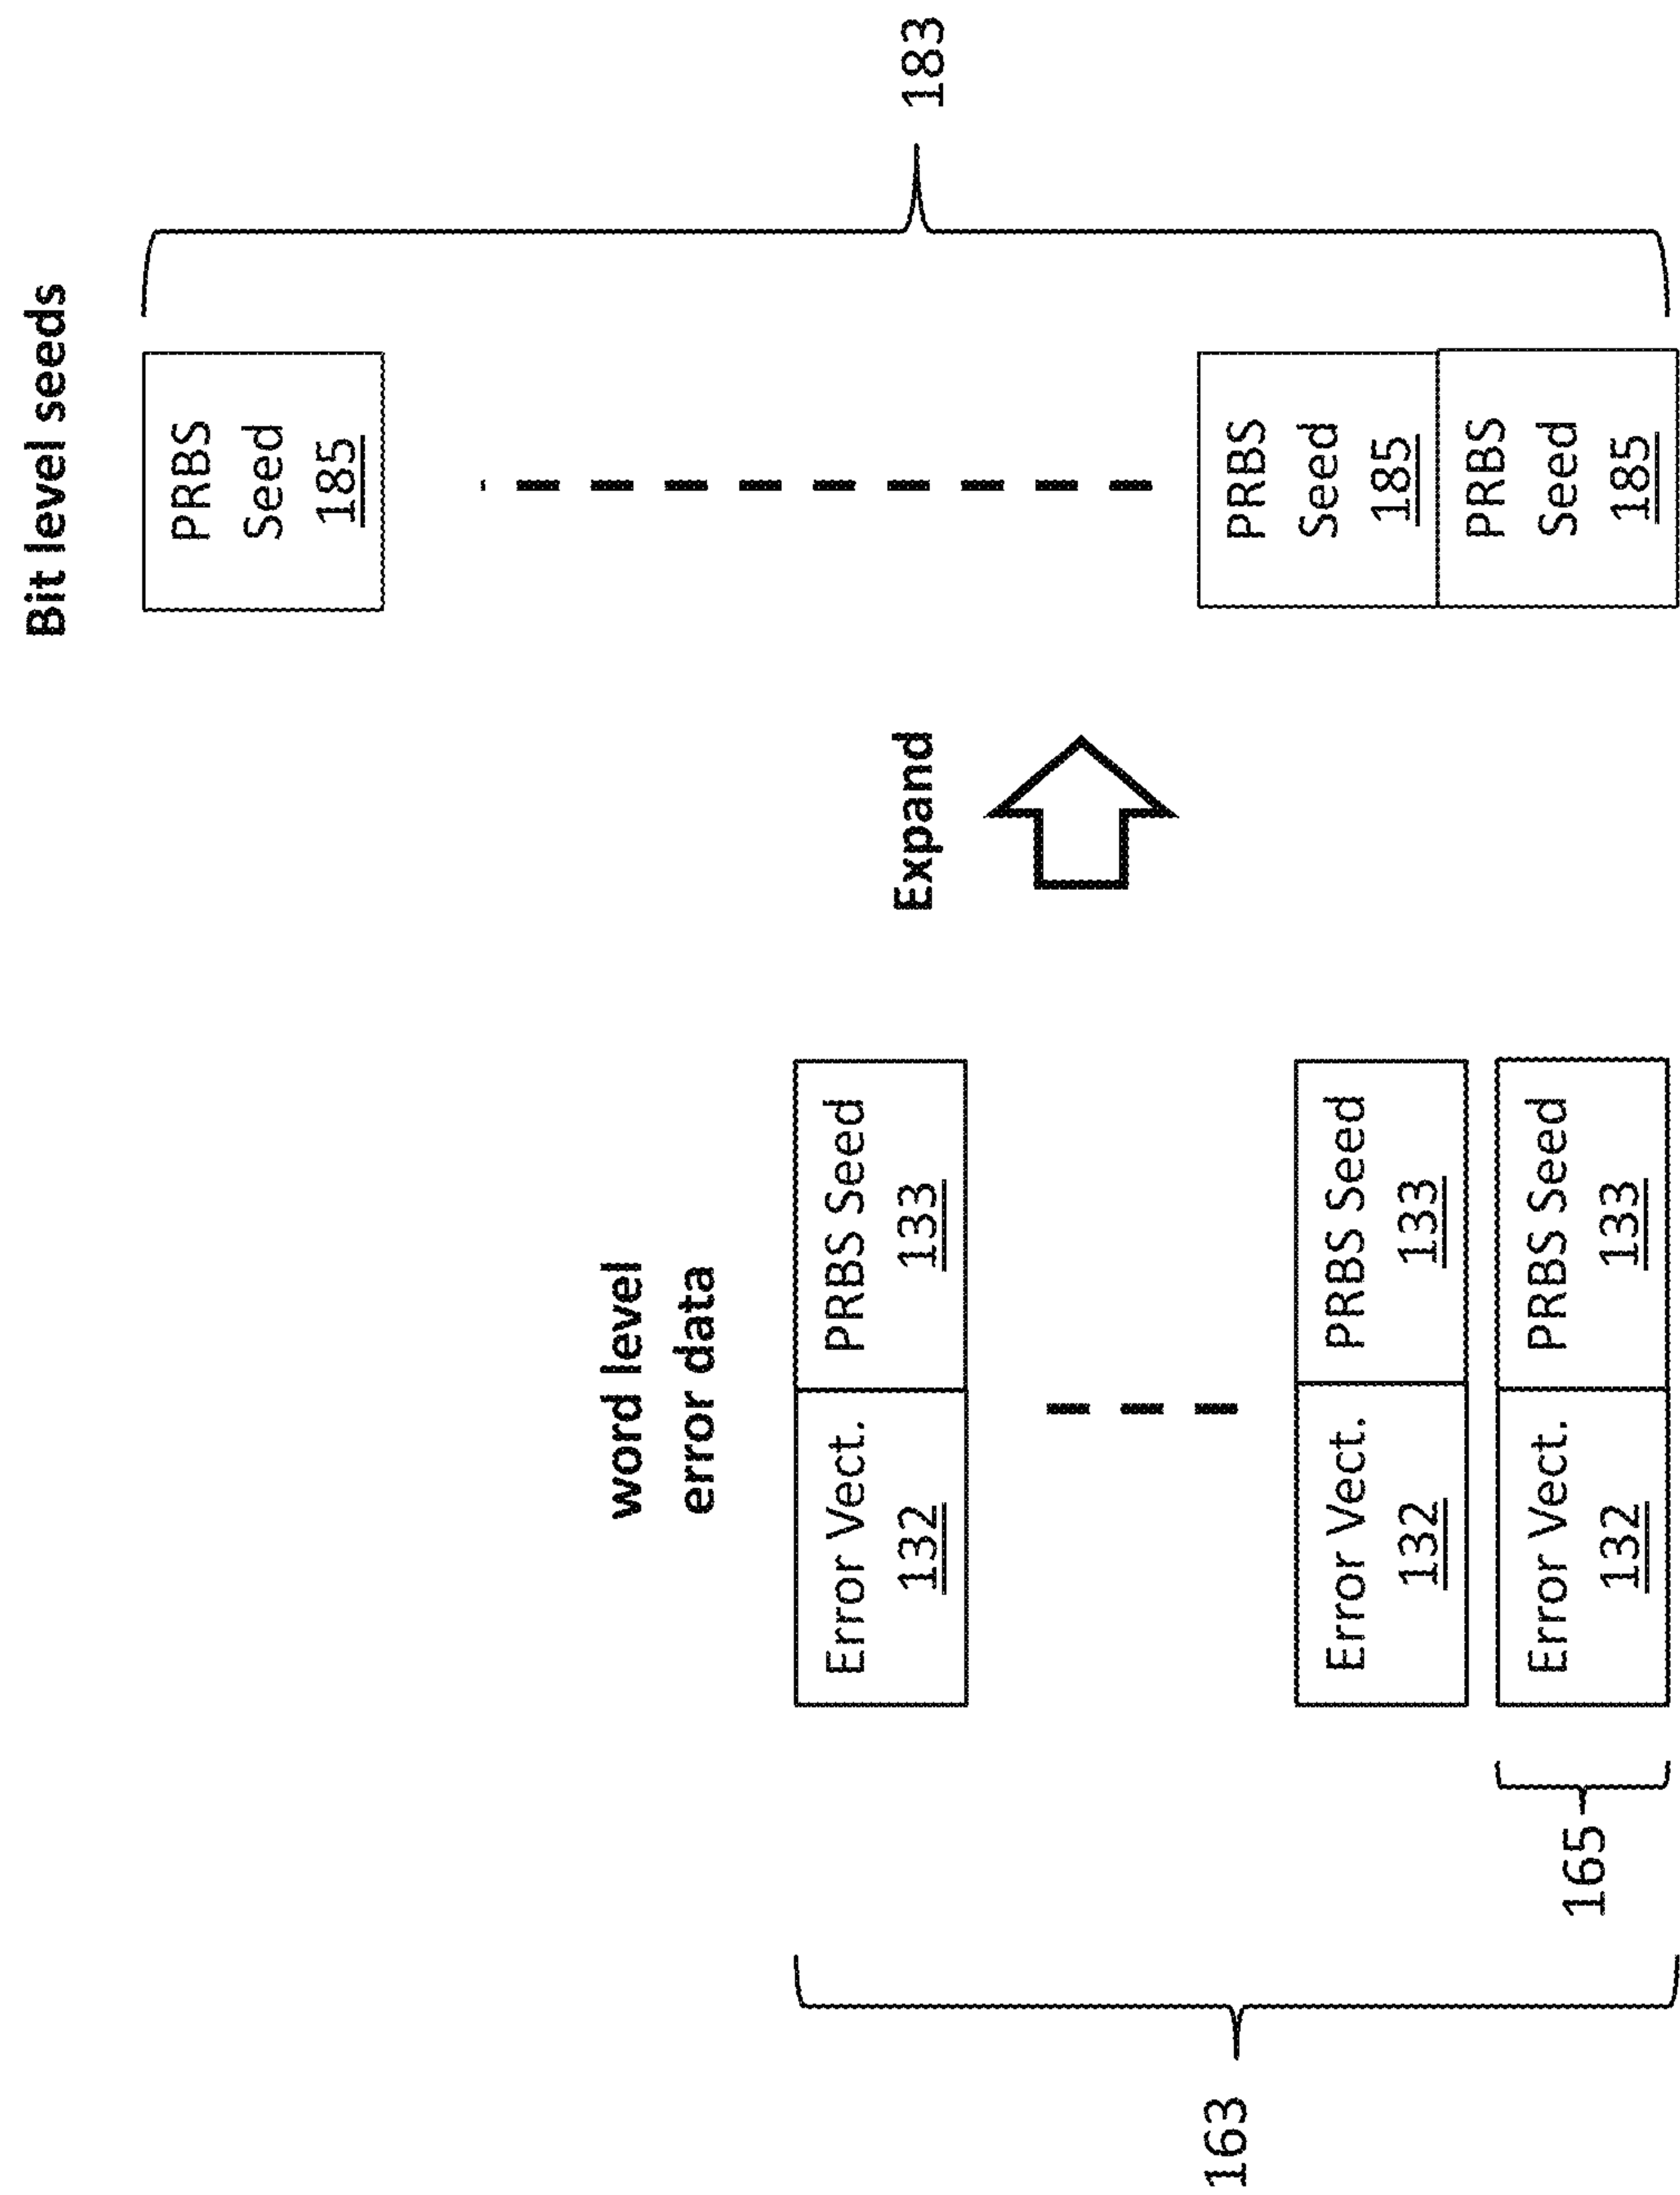 163
165
word level
error data
Error Vect.
132
PRBS Seed
133
Error Vect.
132
PRBS Seed
133
Error Vect.
132
PRBS Seed
133
Expand
Bit level seeds
PRBS
Seed
185
PRBS
Seed
185
PRBS
Seed
185
183